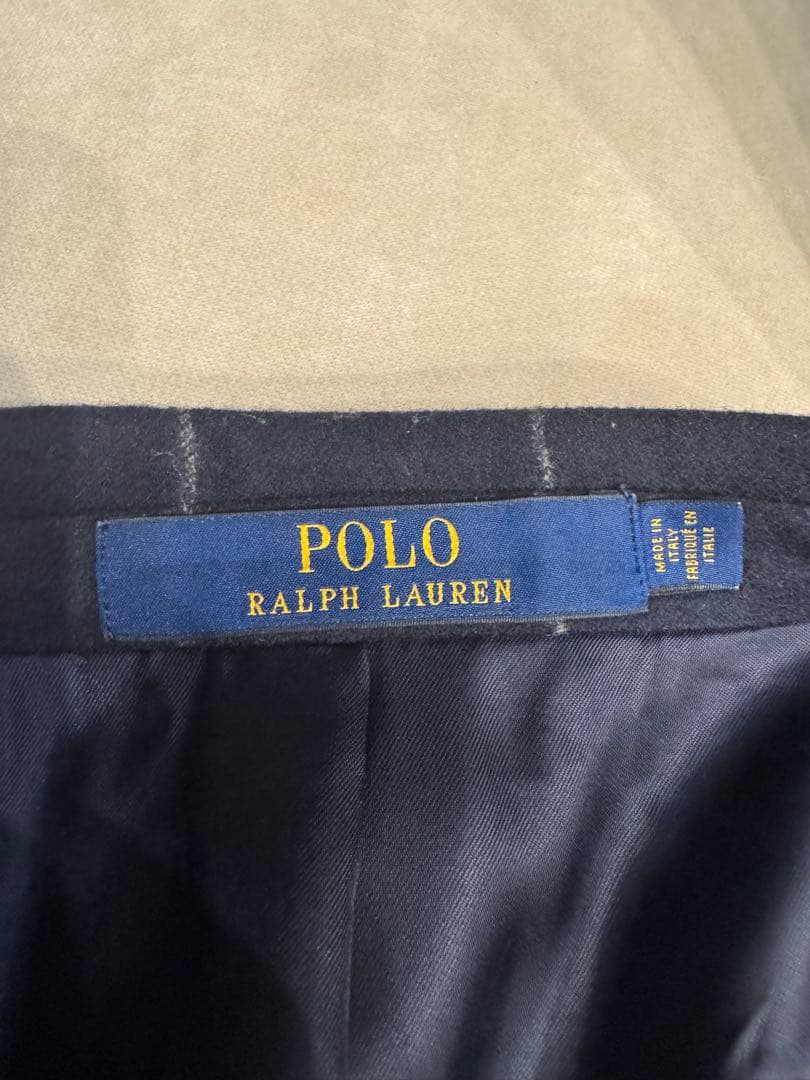 POLO
RALPH LAUREN
MADE IN
ITALY
FABRIQUÉ EN
ITALIE